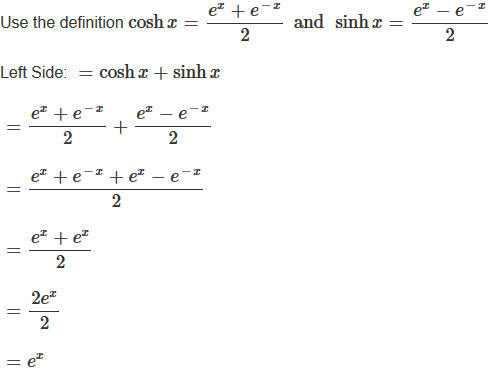 Use the definition $\cosh x = \dfrac{e^x + e^{-x}}{2}$ and $\sinh x = \dfrac{e^x - e^{-x}}{2}$
Left Side: $= \cosh x + \sinh x$
$= \dfrac{e^x + e^{-x}}{2} + \dfrac{e^x - e^{-x}}{2}$
$= \dfrac{e^x + e^{-x} + e^x - e^{-x}}{2}$
$= \dfrac{e^x + e^x}{2}$
$= \dfrac{2e^x}{2}$
$= e^x$